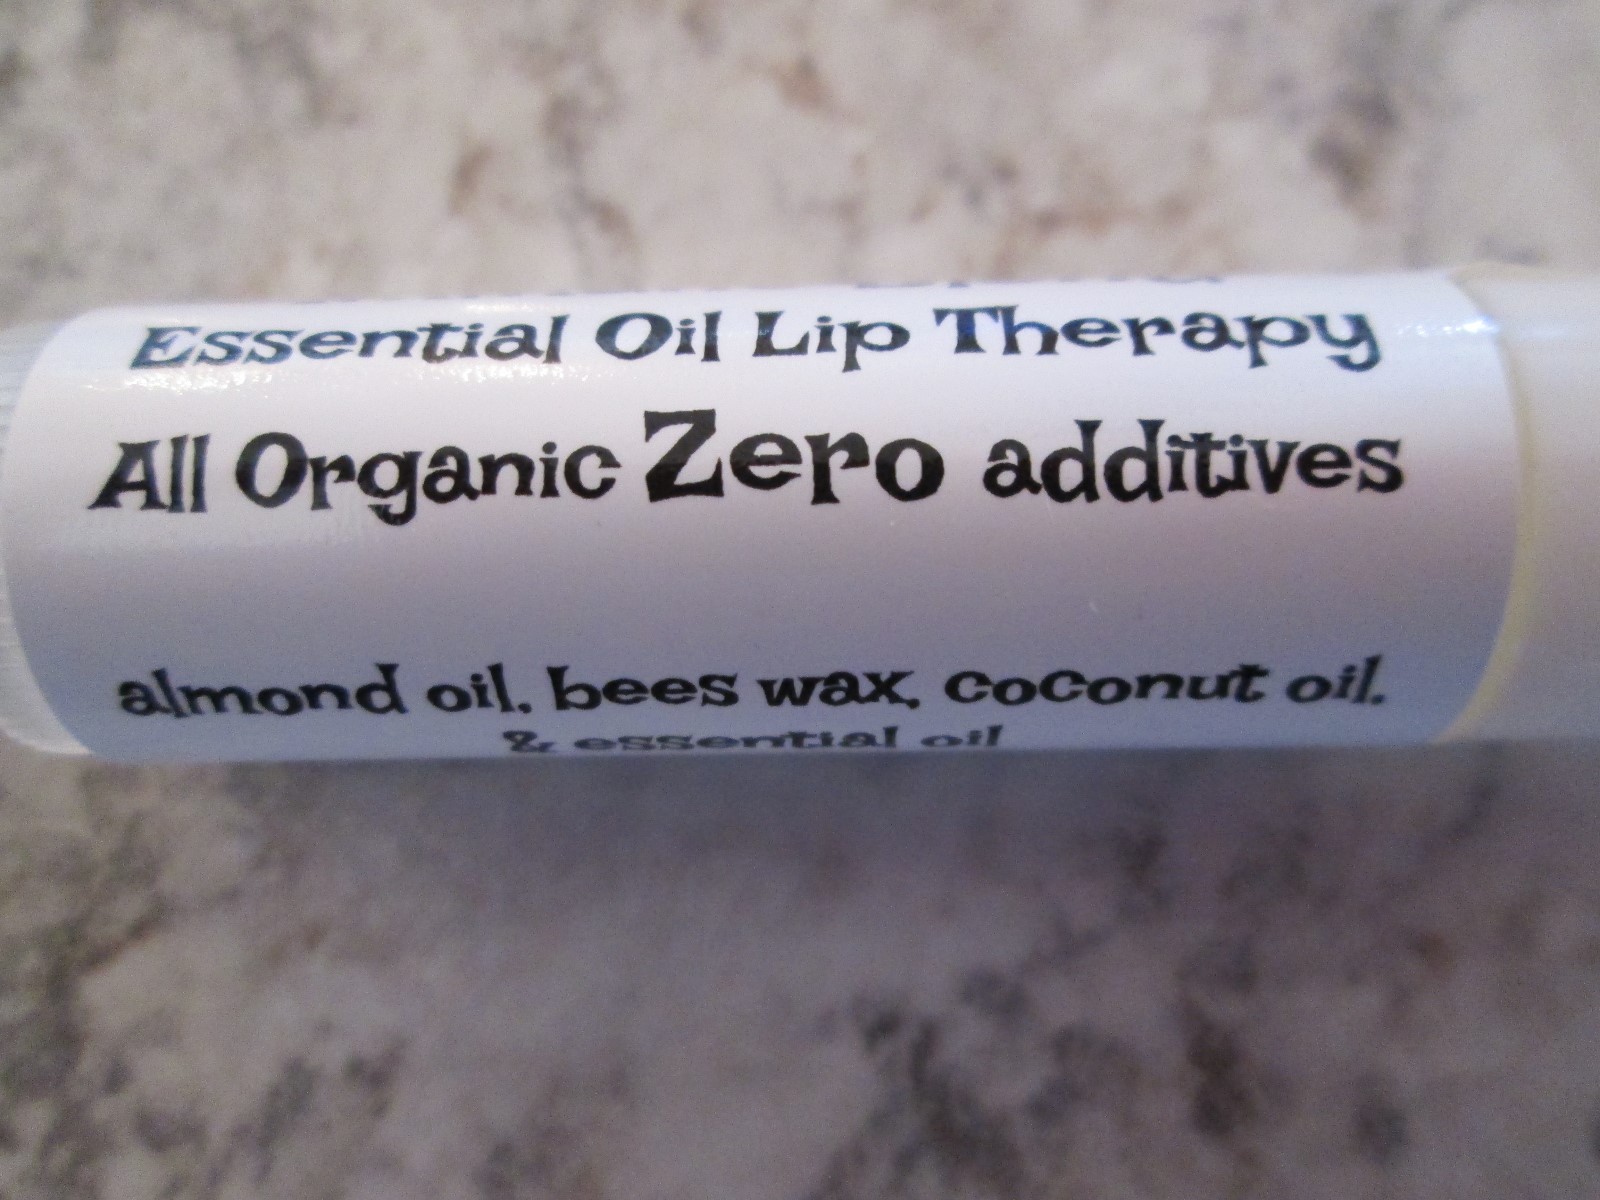 Essential Oil Lip Therapy
All Organic Zero additives
almond oil, bees wax, coconut oil,
& essential oil